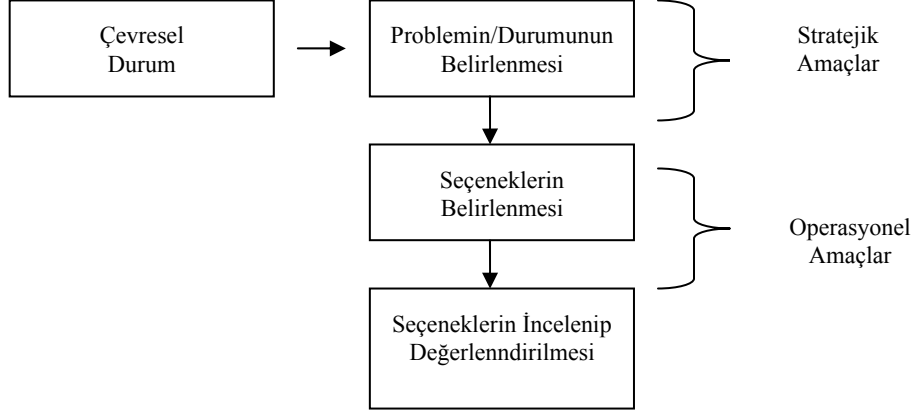 Çevresel
Durum
Problemin/Durumunun
Belirlenmesi
Stratejik
Amaçlar
Seçeneklerin
Belirlenmesi
Operasyonel
Amaçlar
Seçeneklerin İncelenip
Değerlenndirilmesi